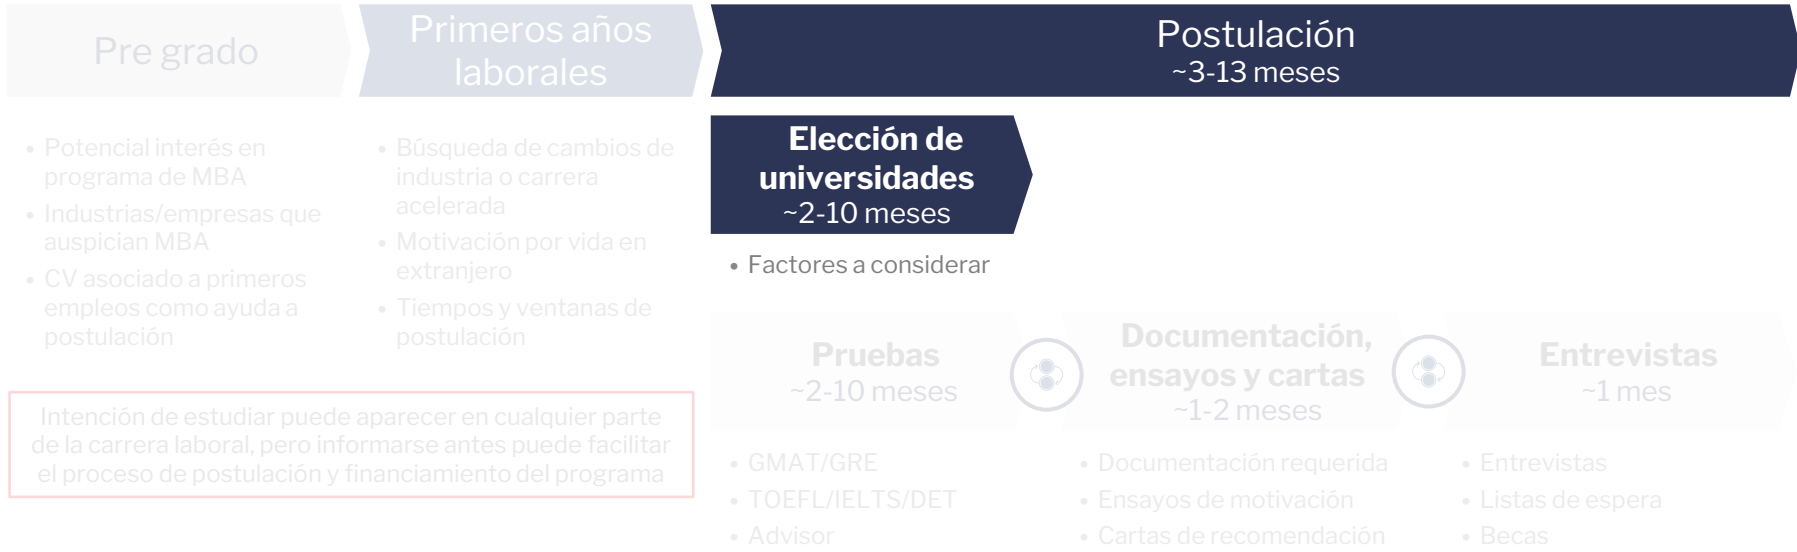 Pre grado
Primeros años
laborales
Postulación
~3-13 meses
• Potencial interés en
programa de MBA
• Industrias/empresas que
auspician MBA
• CV asociado a primeros
empleos como ayuda a
postulación
• Búsqueda de cambios de
industria o carrera
acelerada
• Motivación por vida en
extranjero
• Tiempos y ventanas de
postulación
Intención de estudiar puede aparecer en cualquier parte
de la carrera laboral, pero informarse antes puede facilitar
el proceso de postulación y financiamiento del programa
Elección de
universidades
~2-10 meses
• Factores a considerar
Pruebas
~2-10 meses
• GMAT/GRE
• TOEFL/IELTS/DET
• Advisor
Documentación,
ensayos y cartas
~1-2 meses
• Documentación requerida
• Ensayos de motivación
• Cartas de recomendación
Entrevistas
~1 mes
• Entrevistas
• Listas de espera
• Becas